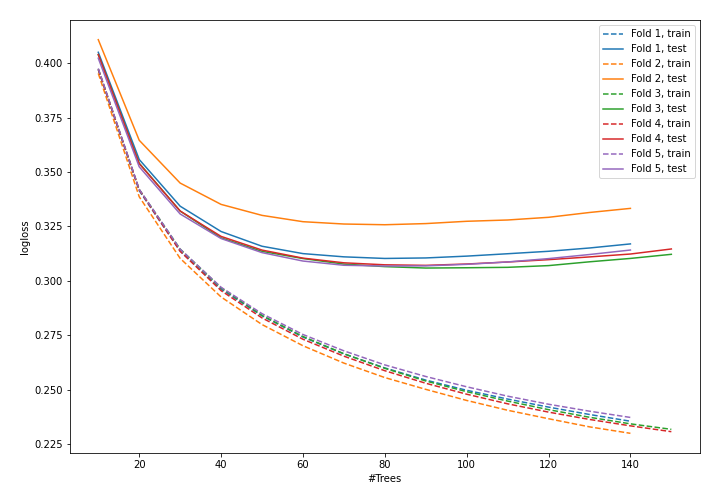 Fold 1, train
Fold 1, test
Fold 2, train
Fold 2, test
Fold 3, train
Fold 3, test
Fold 4, train
Fold 4, test
Fold 5, train
Fold 5, test
logloss
0.400
0.375
0.350
0.325
0.300
0.275
0.250
0.225
20 40 60 80 100 120 140
#Trees